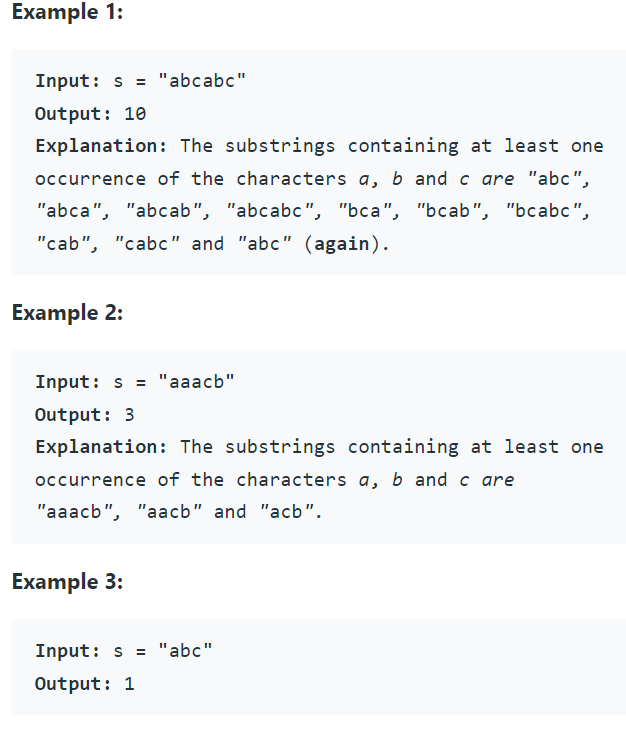 Example 1:
Input: s = "abcabc"
Output: 10
Explanation: The substrings containing at least one
occurrence of the characters a, b and c are "abc",
"abca", "abcab", "abcabc", "bca", "bcab", "bcabc",
"cab", "cabc" and "abc" (again).
Example 2:
Input: s = "aaacb"
Output: 3
Explanation: The substrings containing at least one
occurrence of the characters a, b and c are
"aaacb", "aacb" and "acb".
Example 3:
Input: s = "abc"
Output: 1